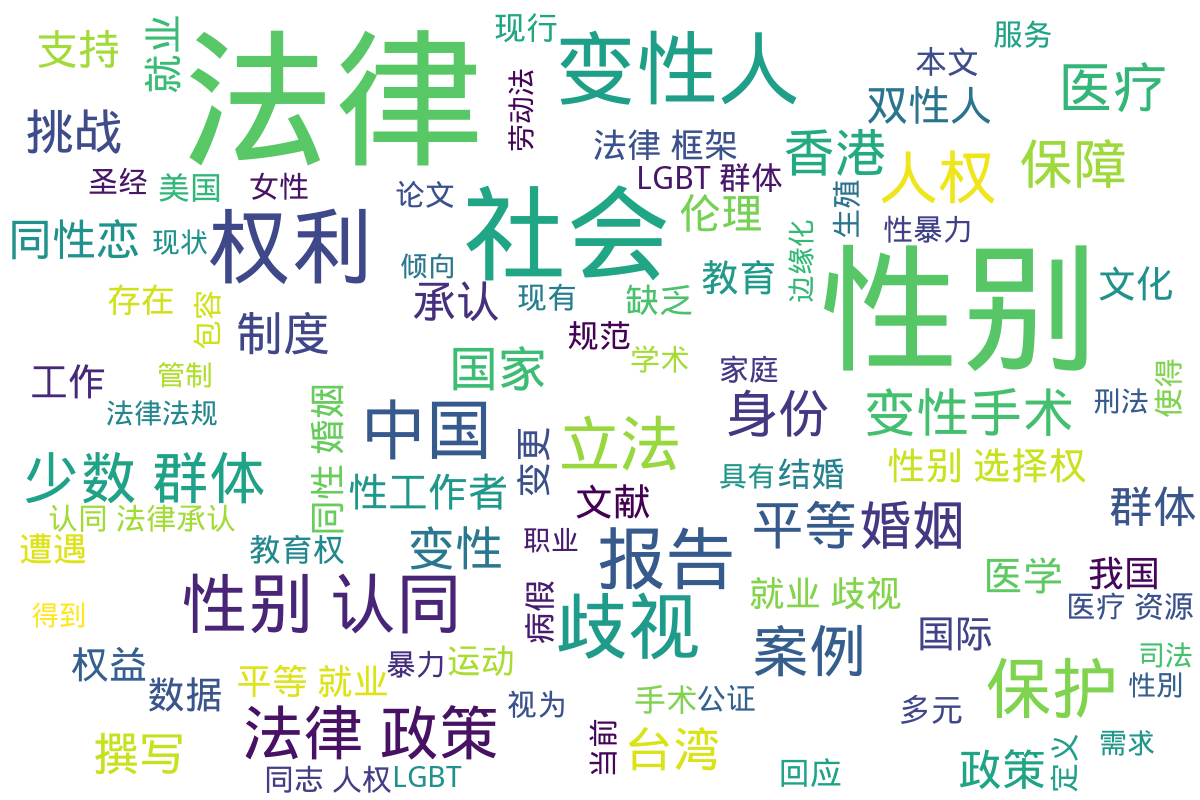 支持
就业
法律
现行
变性人
服务
本文
医疗
挑战
劳动法
法律 框架
香港
双性人
人权
保障
圣经
美国
女性
论文
社会
LGBT 群体
伦理
生殖
性暴力
同性恋
现状
权利
倾向
教育
边缘化
性别
文化
存在
包容
制度
承认
现有
缺乏
规范
国家
学术
家庭
工作
管制
法律法规
同性 婚姻
中国
变更
立法
身份
变性手术
刑法
使得
少数 群体
性工作者
文献
具有
结婚
性别 选择权
群体
认同 法律承认
遭遇
教育权
变性
职业
报告
平等
婚姻
得到
性别 认同
病假
歧视
就业 歧视
医学
我国
医疗 资源
权益
数据
平等 就业
暴力
运动
视为
案例
国际
司法
性別
保护
手术
公证
多元
撰写
法律 政策
当前
台湾
政策
定义
需求
同志 人权
LGBT
回应